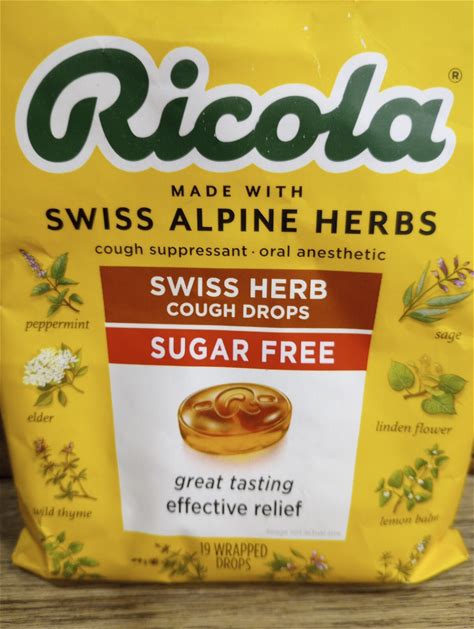 Ricola®
MADE WITH
SWISS ALPINE HERBS
cough suppressant · oral anesthetic
SWISS HERB
COUGH DROPS
SUGAR FREE
peppermint
sage
elder
linden flower
wild thyme
lemon balm
great tasting
effective relief
19 WRAPPED
DROPS